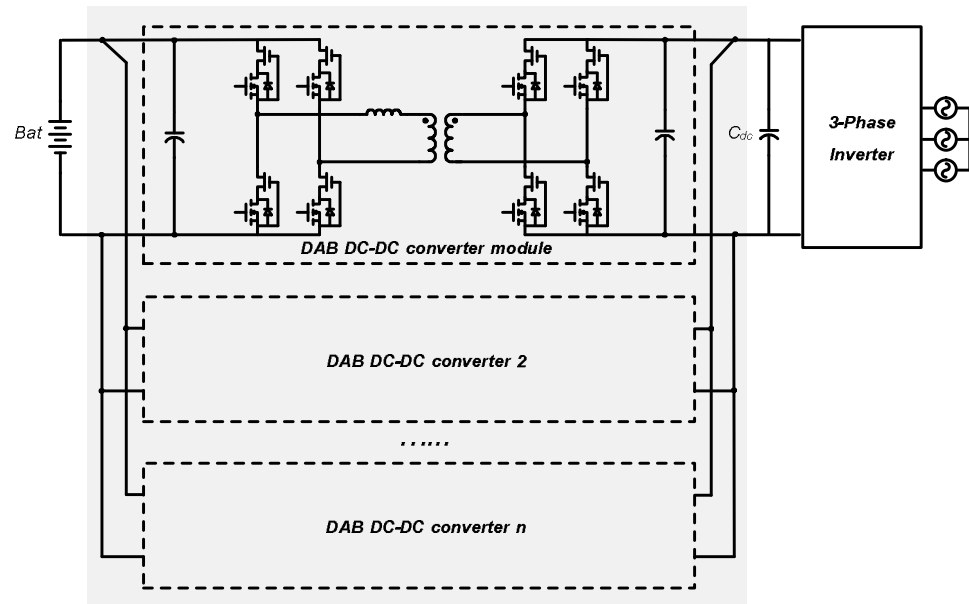 Bat
DAB DC-DC converter module
C_dc
3-Phase
Inverter
DAB DC-DC converter 2
......
DAB DC-DC converter n